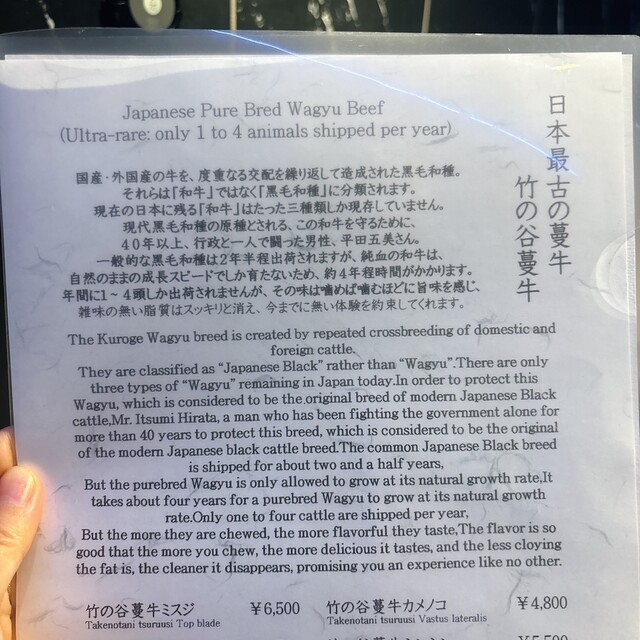 Japanese Pure Bred Wagyu Beef
(Ultra-rare: only 1 to 4 animals shipped per year)
日本最古の蔓牛
竹の谷蔓牛
国産・外国産の牛を、度重なる交配を繰り返して造成された黒毛和種。
それらは「和牛」ではなく「黒毛和種」に分類されます。
現在の日本に残る「和牛」はたった三種類しか現存していません。
現代黒毛和種の原種とされる、この和牛を守るために、
40年以上、行政と一人で闘った男性、平田五美さん。
一般的な黒毛和種は2年半程出荷されますが、純血の和牛は、
自然のままの成長スピードでしか育たないため、約4年程時間がかかります。
年間に1~4頭しか出荷されませんが、その味は噛めば噛むほどに旨味を感じ、
雑味の無い脂質はスッキリと消え、今までに無い体験を約束してくれます。
The Kuroge Wagyu breed is created by repeated crossbreeding of domestic and
foreign cattle.
They are classified as “Japanese Black” rather than “Wagyu”.There are only
three types of “Wagyu” remaining in Japan today.In order to protect this
Wagyu, which is considered to be the original breed of modern Japanese Black
cattle,Mr. Itsumi Hirata, a man who has been fighting the government alone for
more than 40 years to protect this breed, which is considered to be the original
of the modern Japanese black cattle breed.The common Japanese Black breed
is shipped for about two and a half years,
But the purebred Wagyu is only allowed to grow at its natural growth rate,It
takes about four years for a purebred Wagyu to grow at its natural growth
rate.Only one to four cattle are shipped per year,
But the more they are chewed, the more flavorful they taste,The flavor is so
good that the more you chew, the more delicious it tastes, and the less cloying
the fat is, the cleaner it disappears, promising you an experience like no other.
竹の谷蔓牛ミスジ ¥6,500
Takenotani tsuruusi Top blade
竹の谷蔓牛カメノコ ¥4,800
Takenotani tsuruusi Vastus lateralis